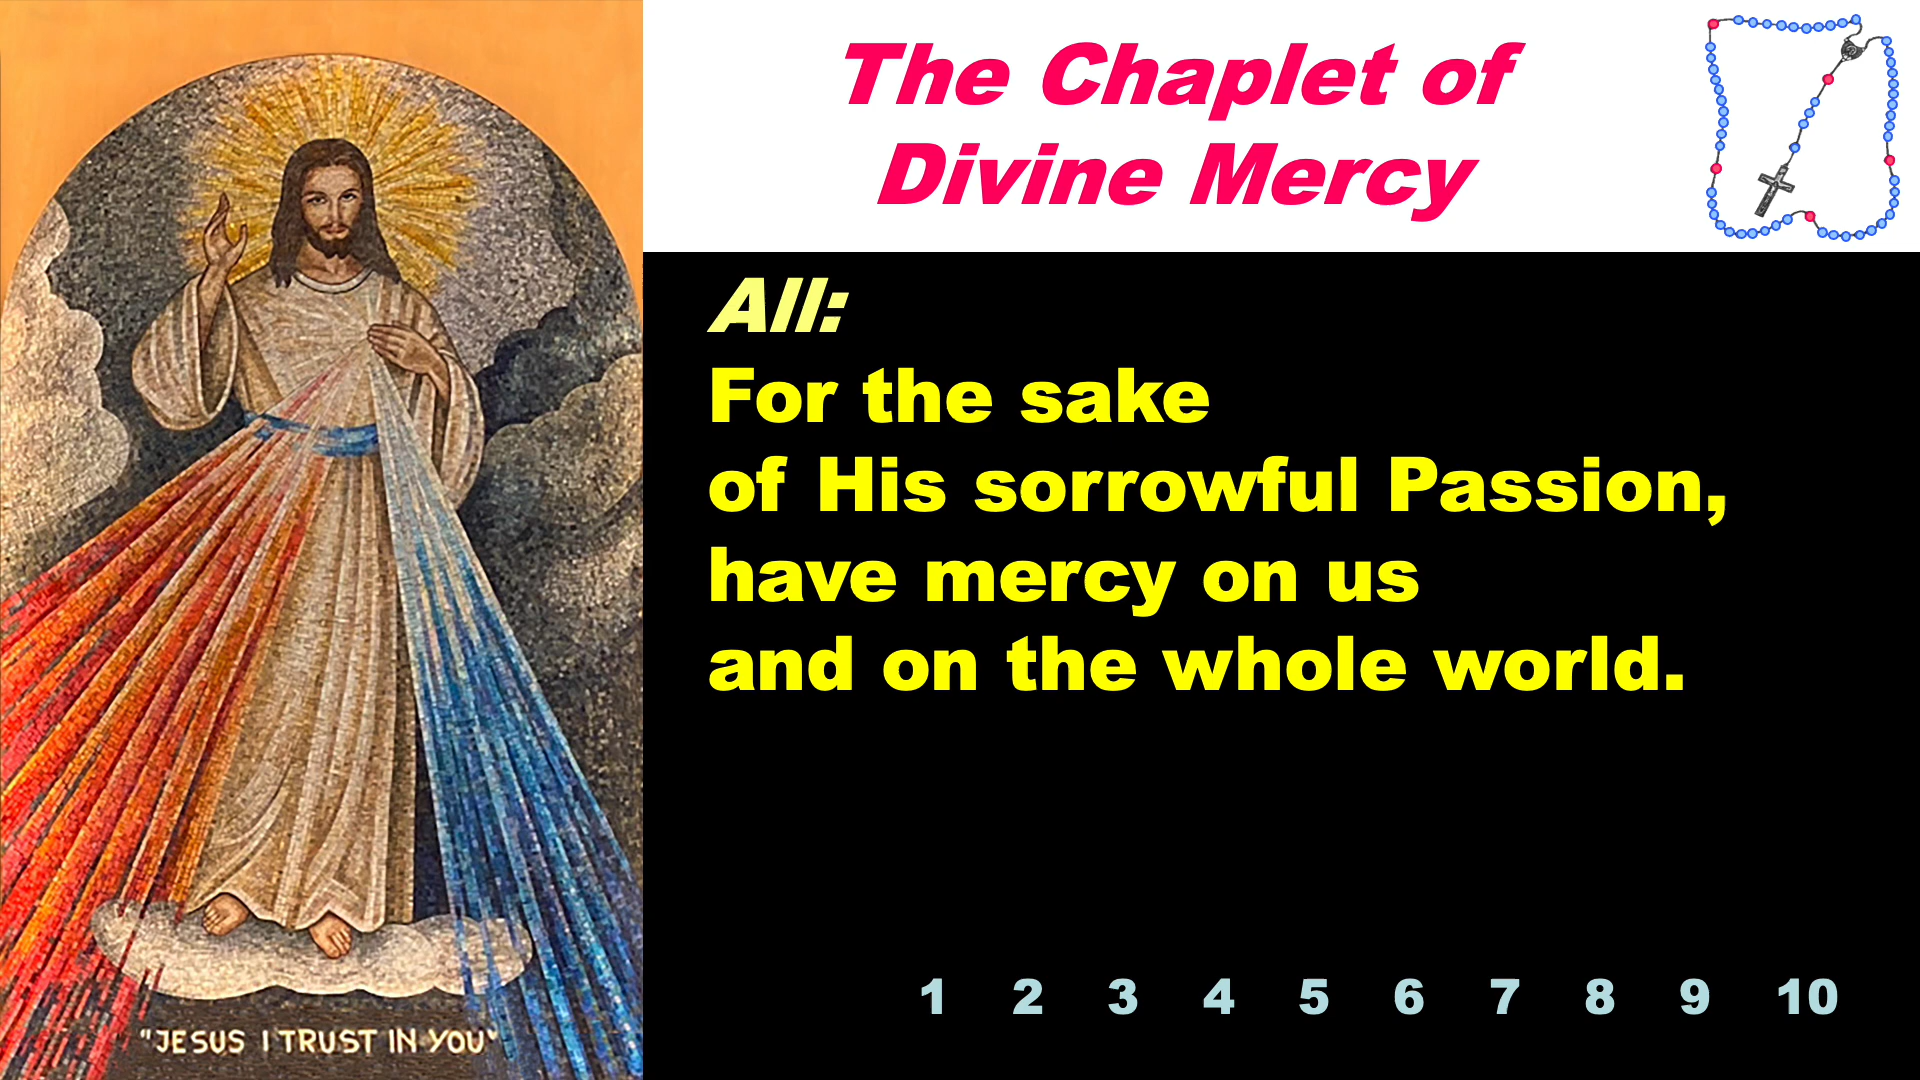 The Chaplet of
Divine Mercy
All:
For the sake
of His sorrowful Passion,
have mercy on us
and on the whole world.
1 2 3 4 5 6 7 8 9 10
"JESUS I TRUST IN YOU"